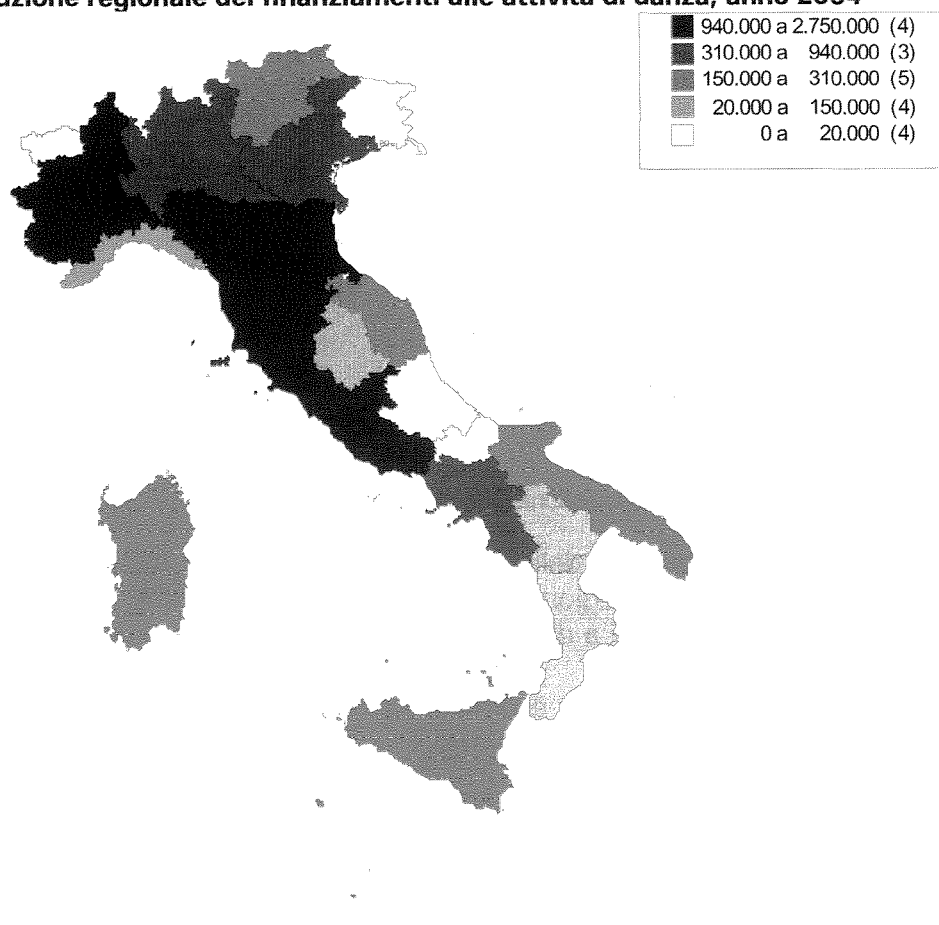 regionale dei finanziamenti alle attività di danza, anno 2004
940.000 a 2.750.000 (4)
310.000 a 940.000 (3)
150.000 a 310.000 (5)
20.000 a 150.000 (4)
0 a 20.000 (4)